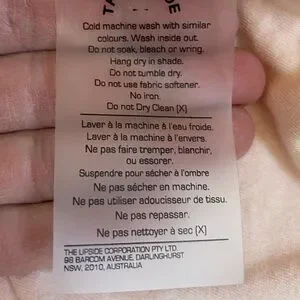 Cold machine wash with similar
colours. Wash inside out.
Do not soak, bleach or wring.
Hang dry in shade.
Do not tumble dry.
Do not use fabric softener.
No iron.
Do not Dry Clean [X]
Laver à la machine à l'eau froide.
Laver à la machine à l'envers.
Ne pas faire tremper, blanchir,
ou essorer.
Suspendre pour sécher à l'ombre
Ne pas sécher en machine.
Ne pas utiliser adoucisseur de tissu.
Ne pas repassar.
Ne pas nettoyer à sec [X]
THE UPSIDE CORPORATION PTY LTD.
98 BARCOM AVENUE, DARLINGHURST
NSW, 2010, AUSTRALIA